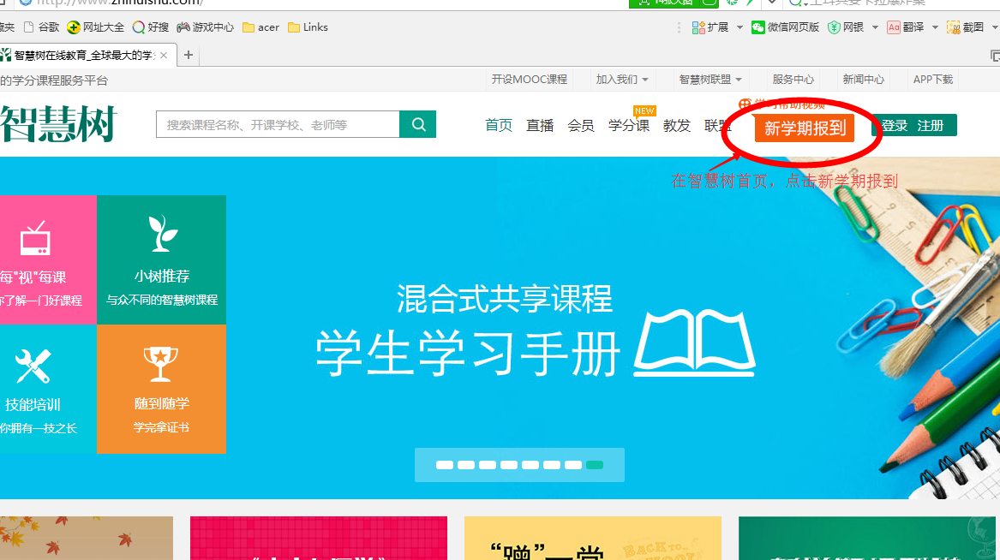 http://www.zhihuishu.com/
谷歌 网址大全 好搜 游戏中心 acer Links 扩展 微信网页版 网银 Aあ 翻译 截图
智慧树在线教育_全球最大的学
的学分课程服务平台 开设MOOC课程 加入我们 智慧树联盟 服务中心 新闻中心 APP下载
学习帮助视频
智慧树 搜索课程名称、开课学校、老师等 首页 直播 会员 学分课 NEW 教发 联盟 新学期报到 登录 注册
在智慧树首页，点击新学期报到
每"视"每课
了解一门好课程
小树推荐
与众不同的智慧树课程
混合式共享课程
学生学习手册
技能培训
你拥有一技之长
随到随学
学完拿证书
“蹭”一堂
BACK TO